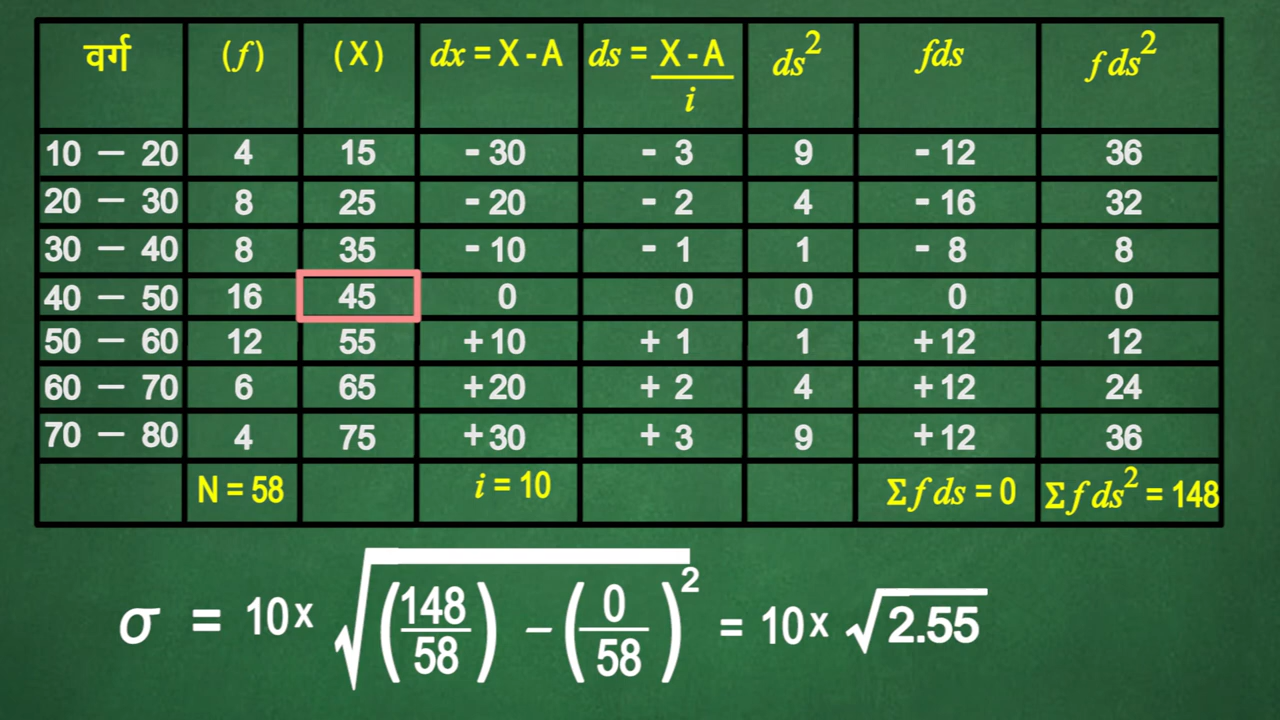 वर्ग (f) (X) dx = X - A ds = X - A / i ds² fds fds²
10 – 20 4 15 - 30 - 3 9 - 12 36
20 – 30 8 25 - 20 - 2 4 - 16 32
30 – 40 8 35 - 10 - 1 1 - 8 8
40 – 50 16 45 0 0 0 0 0
50 – 60 12 55 + 10 + 1 1 + 12 12
60 – 70 6 65 + 20 + 2 4 + 12 24
70 – 80 4 75 + 30 + 3 9 + 12 36
N = 58 i = 10 Σfds = 0 Σfds² = 148
σ = 10x √(148/58) – (0/58)² = 10x √2.55